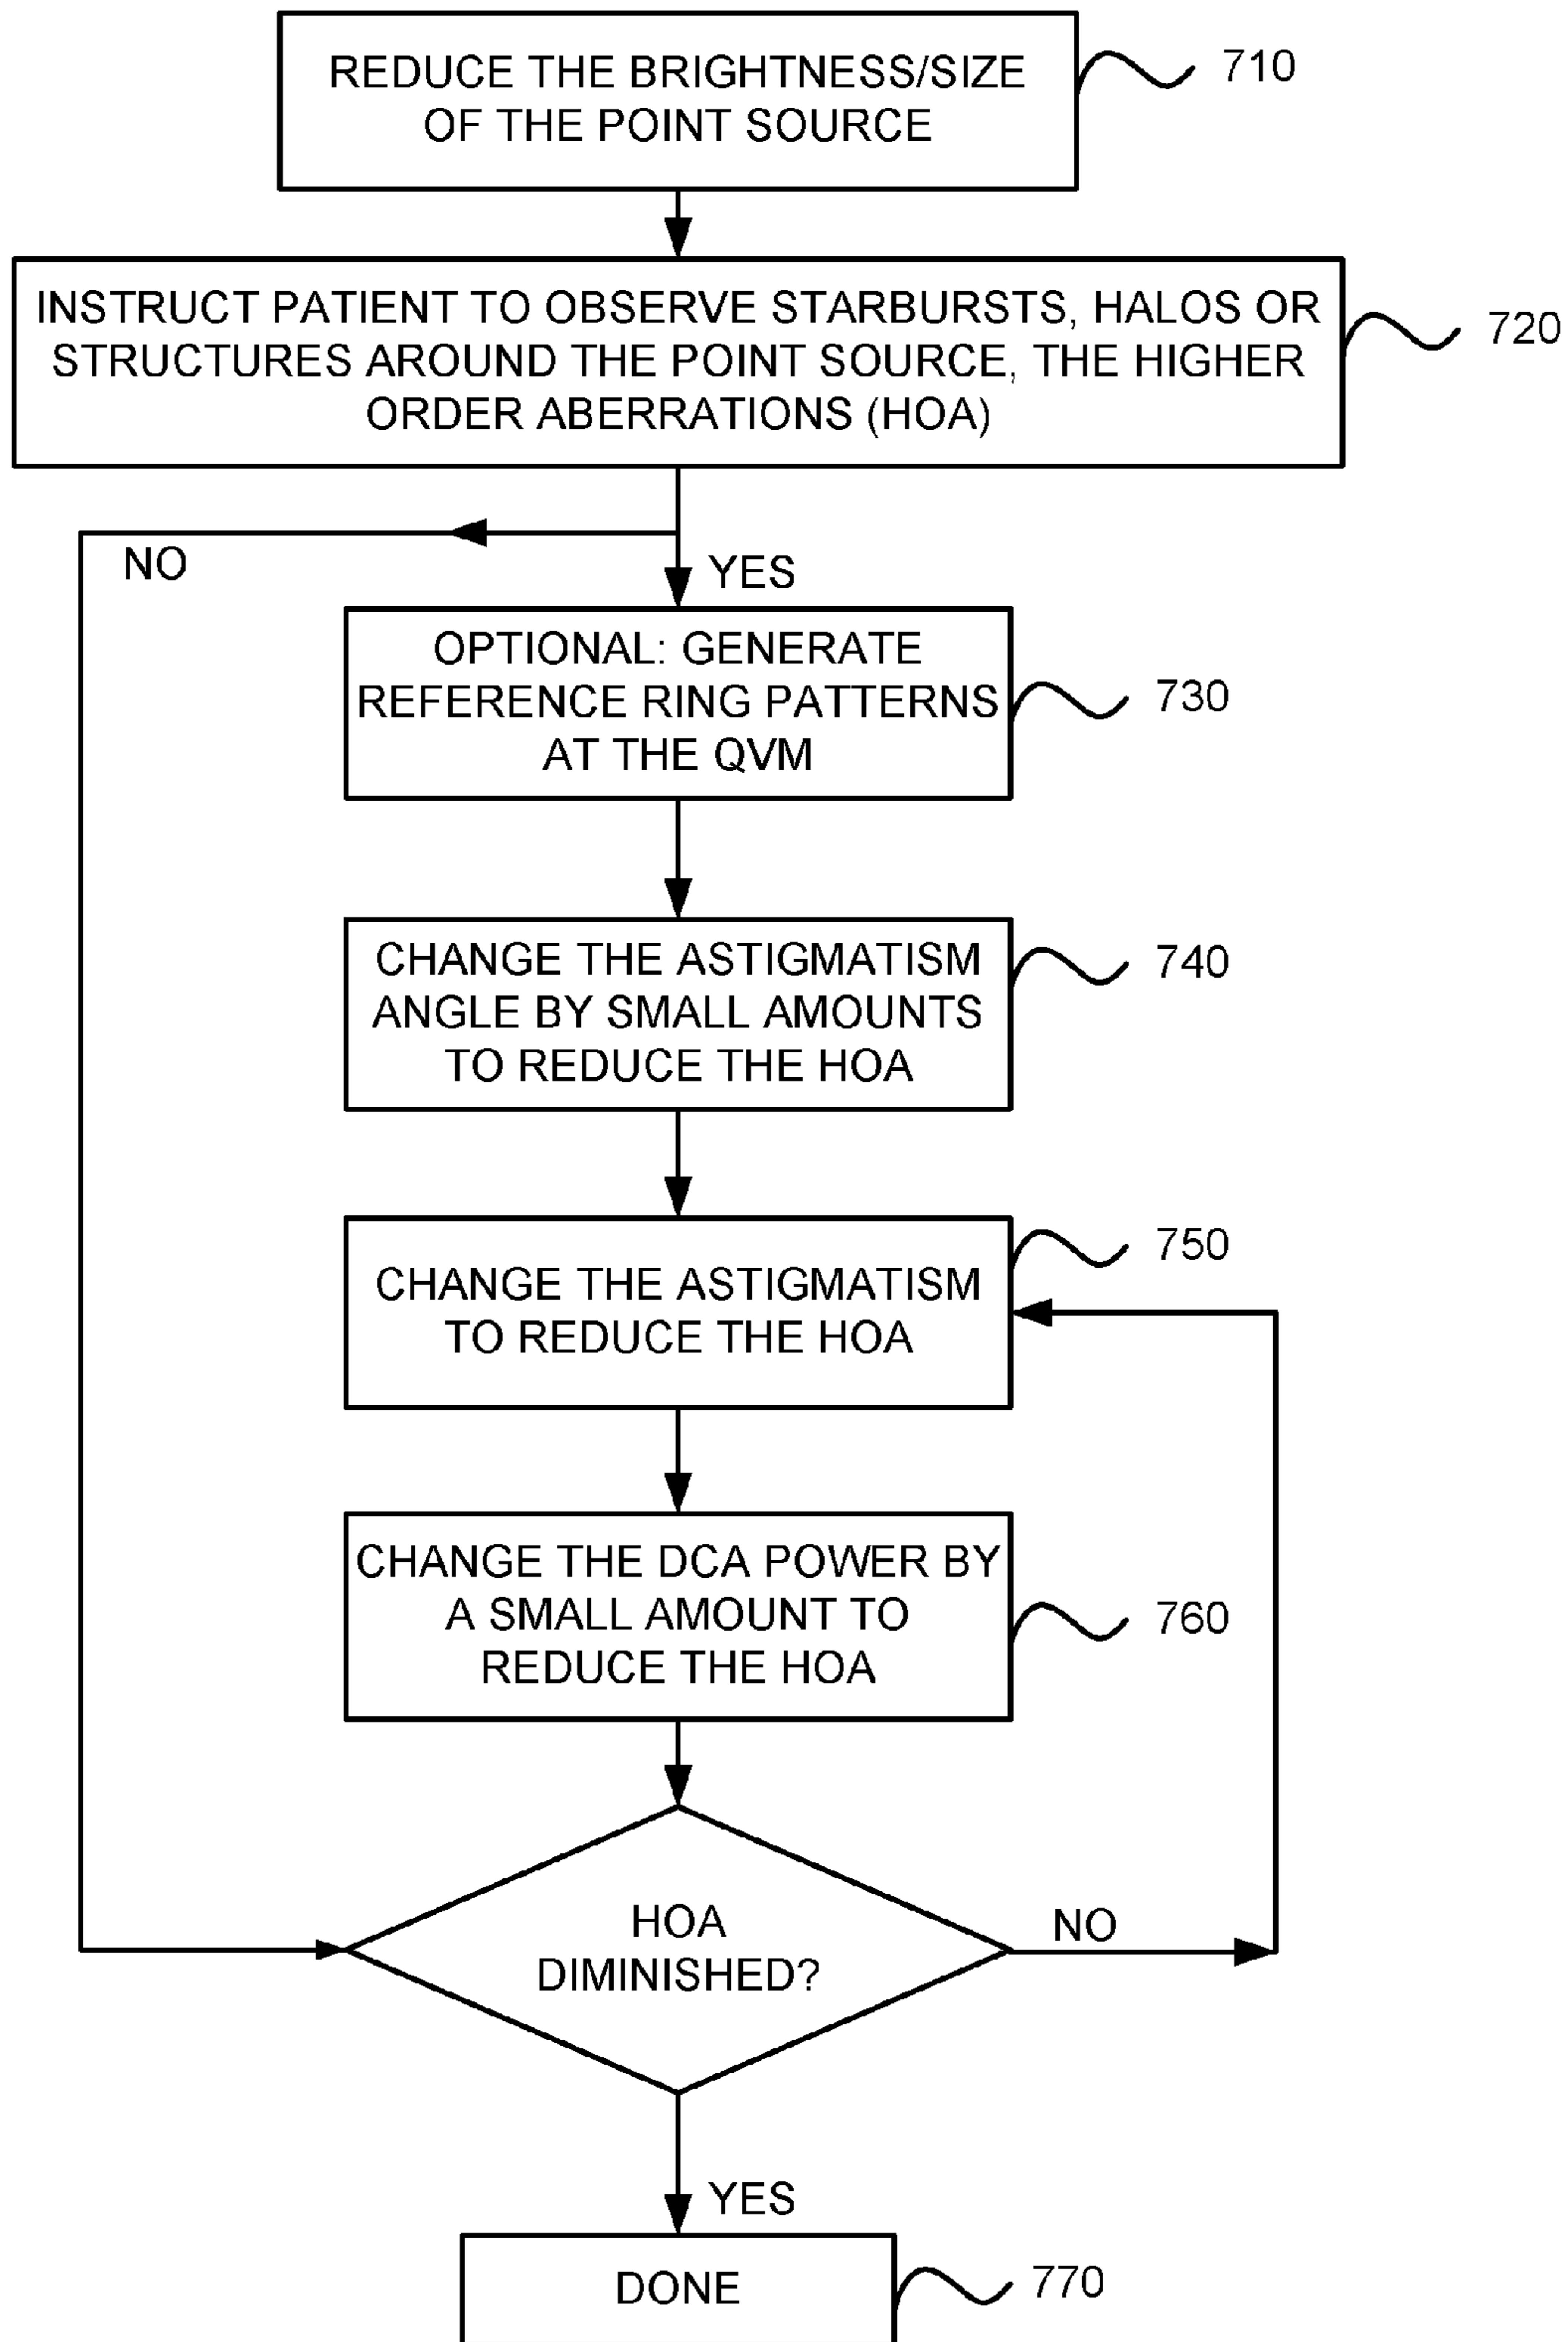 REDUCE THE BRIGHTNESS/SIZE
OF THE POINT SOURCE
710
INSTRUCT PATIENT TO OBSERVE STARBURSTS, HALOS OR
STRUCTURES AROUND THE POINT SOURCE, THE HIGHER
ORDER ABERRATIONS (HOA)
720
NO
YES
OPTIONAL: GENERATE
REFERENCE RING PATTERNS
AT THE QVM
730
CHANGE THE ASTIGMATISM
ANGLE BY SMALL AMOUNTS
TO REDUCE THE HOA
740
CHANGE THE ASTIGMATISM
TO REDUCE THE HOA
750
CHANGE THE DCA POWER BY
A SMALL AMOUNT TO
REDUCE THE HOA
760
HOA
DIMINISHED?
NO
YES
DONE
770